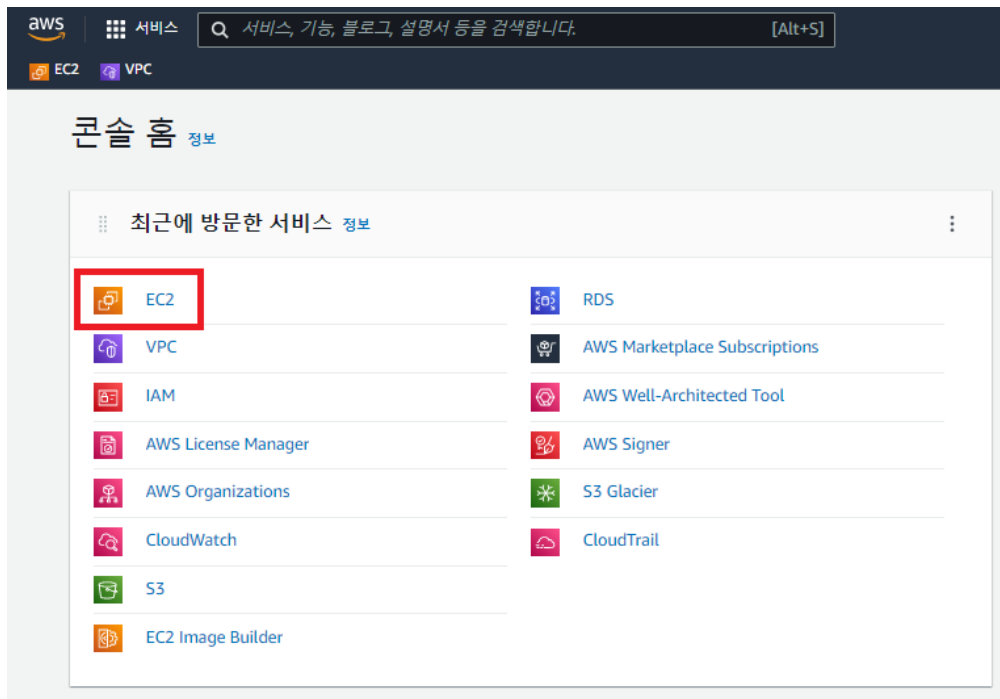 aws
서비스
서비스, 기능, 블로그, 설명서 등을 검색합니다.
[Alt+S]
EC2
VPC
콘솔 홈 정보
최근에 방문한 서비스 정보
EC2
VPC
IAM
AWS License Manager
AWS Organizations
CloudWatch
S3
EC2 Image Builder
RDS
AWS Marketplace Subscriptions
AWS Well-Architected Tool
AWS Signer
S3 Glacier
CloudTrail